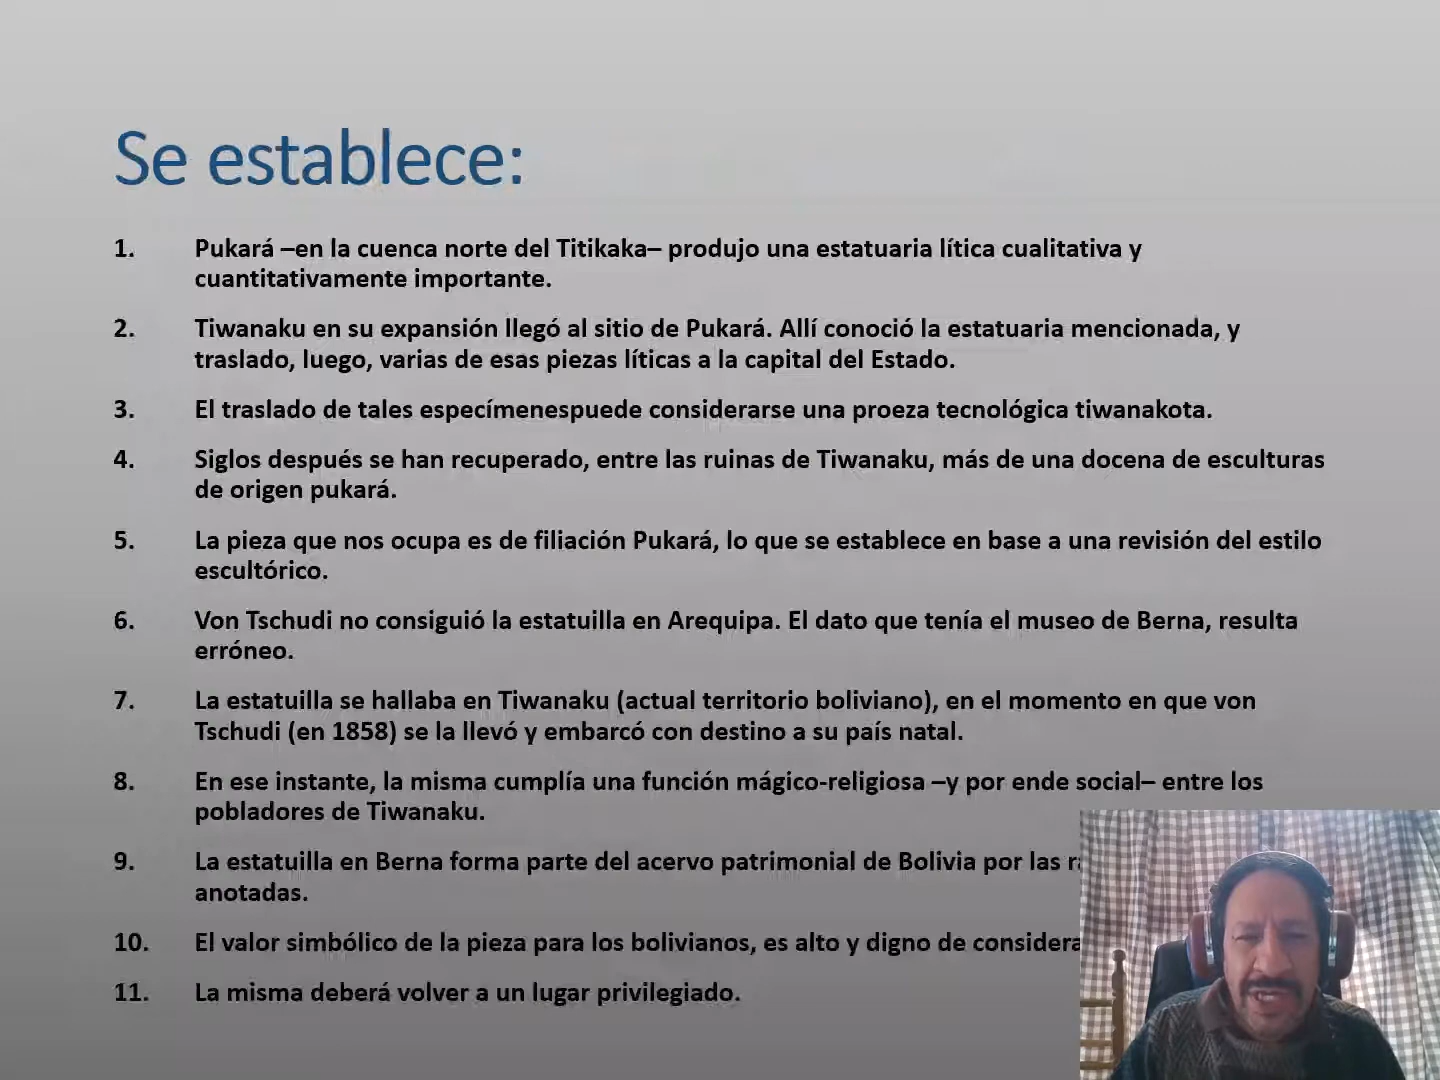 Se establece:
1. Pukará –en la cuenca norte del Titikaka– produjo una estatuaria lítica cualitativa y
cuantitativamente importante.
2. Tiwanaku en su expansión llegó al sitio de Pukará. Allí conoció la estatuaria mencionada, y
traslado, luego, varias de esas piezas líticas a la capital del Estado.
3. El traslado de tales especímenespuede considerarse una proeza tecnológica tiwanakota.
4. Siglos después se han recuperado, entre las ruinas de Tiwanaku, más de una docena de esculturas
de origen pukará.
5. La pieza que nos ocupa es de filiación Pukará, lo que se establece en base a una revisión del estilo
escultórico.
6. Von Tschudi no consiguió la estatuilla en Arequipa. El dato que tenía el museo de Berna, resulta
erróneo.
7. La estatuilla se hallaba en Tiwanaku (actual territorio boliviano), en el momento en que von
Tschudi (en 1858) se la llevó y embarcó con destino a su país natal.
8. En ese instante, la misma cumplía una función mágico-religiosa –y por ende social– entre los
pobladores de Tiwanaku.
9. La estatuilla en Berna forma parte del acervo patrimonial de Bolivia por las
anotadas.
10. El valor simbólico de la pieza para los bolivianos, es alto y digno de
11. La misma deberá volver a un lugar privilegiado.